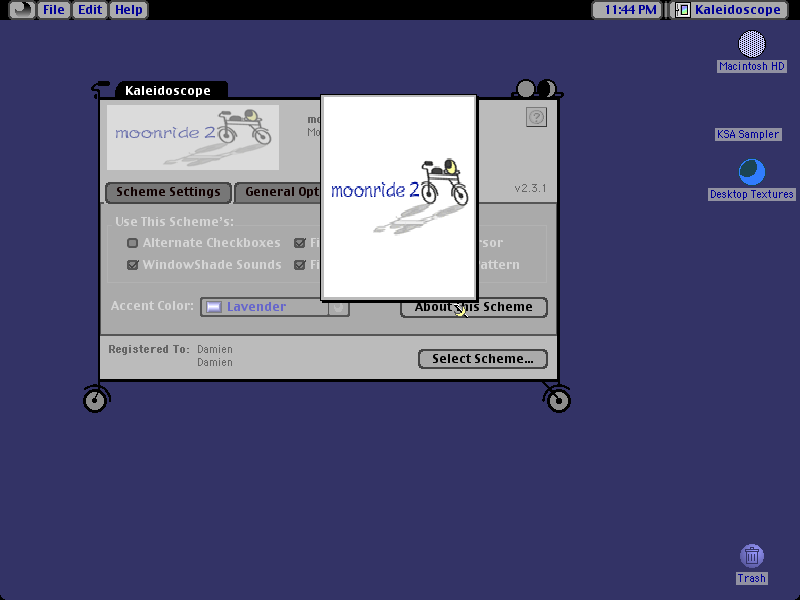 File Edit Help 11:44 PM Kaleidoscope
Macintosh HD
KSA Sampler
Desktop Textures
Trash
Kaleidoscope
moonride 2
mo
Mo
?
Scheme Settings General Opt
v2.3.1
moonride 2
Use This Scheme's:
Alternate Checkboxes Fi rsor
WindowShade Sounds Fi attern
Accent Color: Lavender About This Scheme
Registered To: Damien
Damien
Select Scheme...